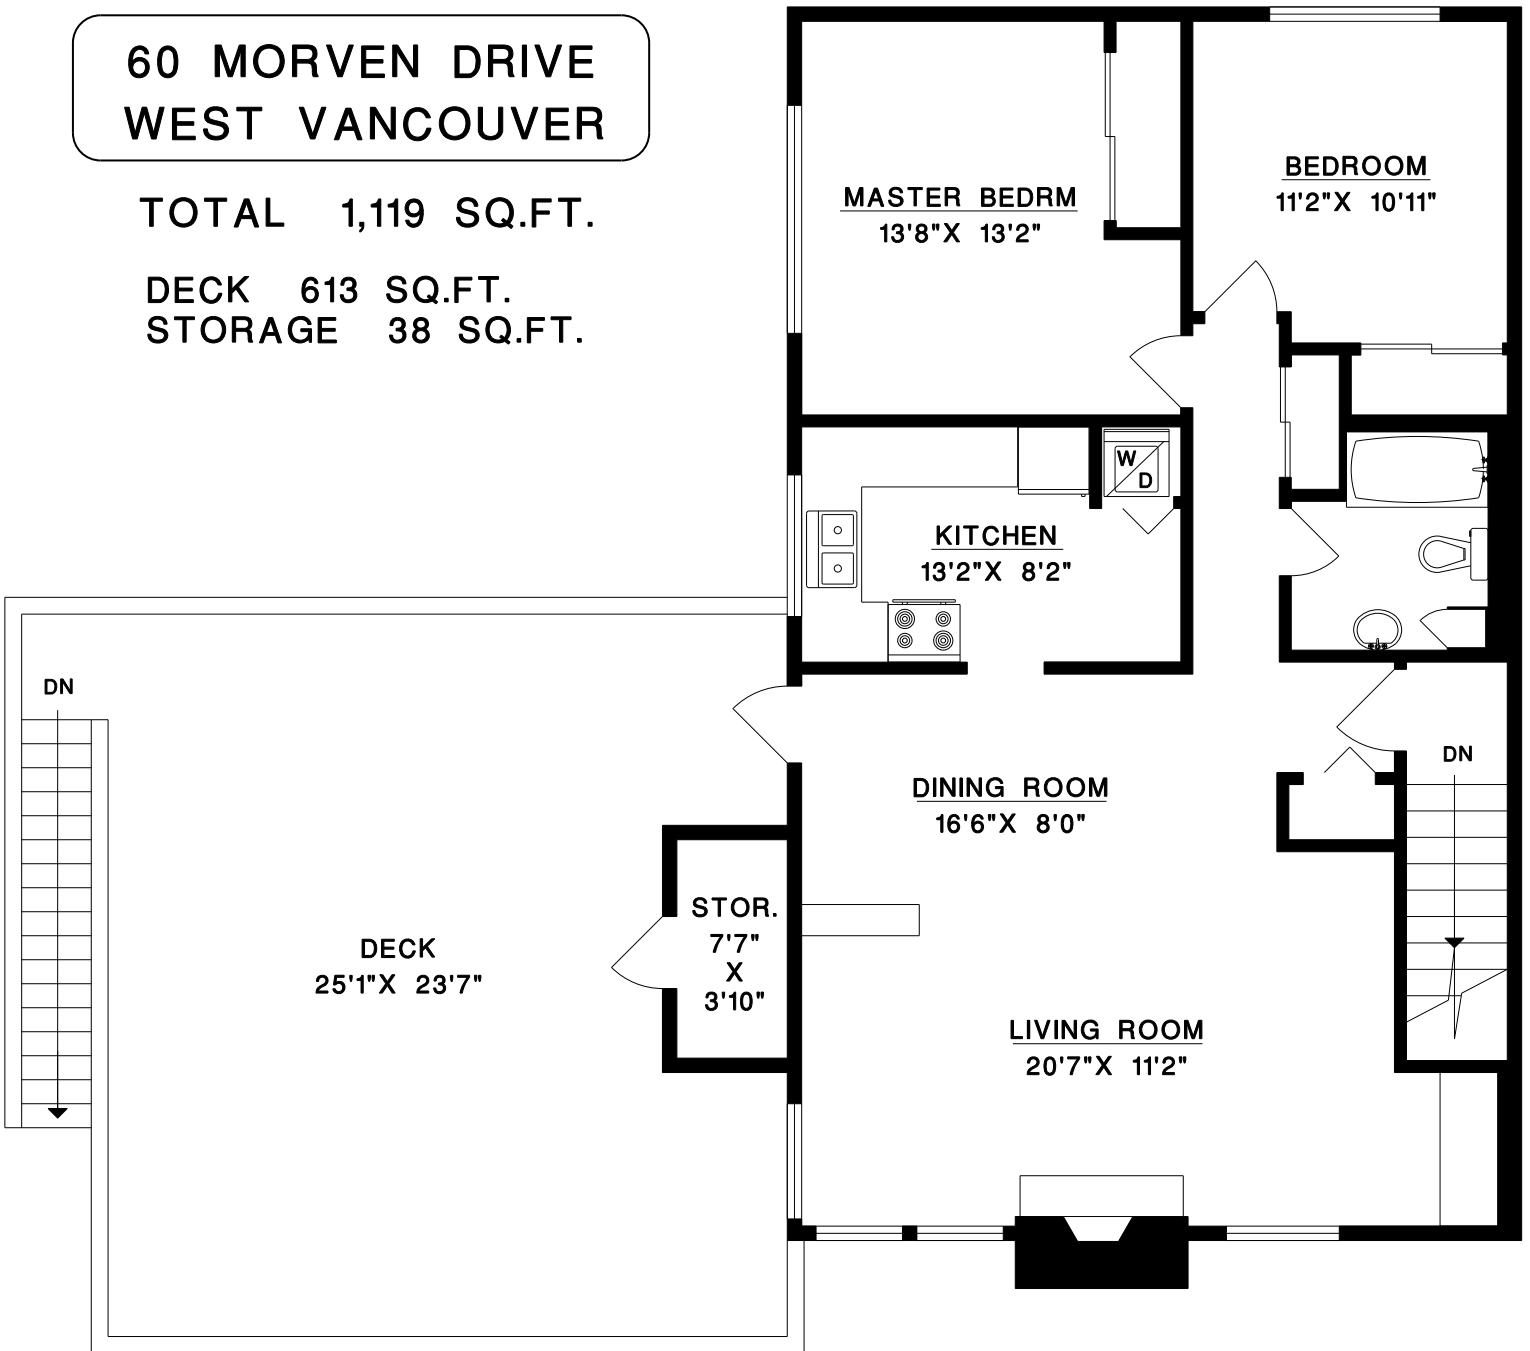 60 MORVEN DRIVE
WEST VANCOUVER
TOTAL 1,119 SQ.FT.
DECK 613 SQ.FT.
STORAGE 38 SQ.FT.
MASTER BEDRM
13'8"X 13'2"
BEDROOM
11'2"X 10'11"
W
D
KITCHEN
13'2"X 8'2"
DN
DN
DINING ROOM
16'6"X 8'0"
STOR.
7'7"
X
3'10"
DECK
25'1"X 23'7"
LIVING ROOM
20'7"X 11'2"